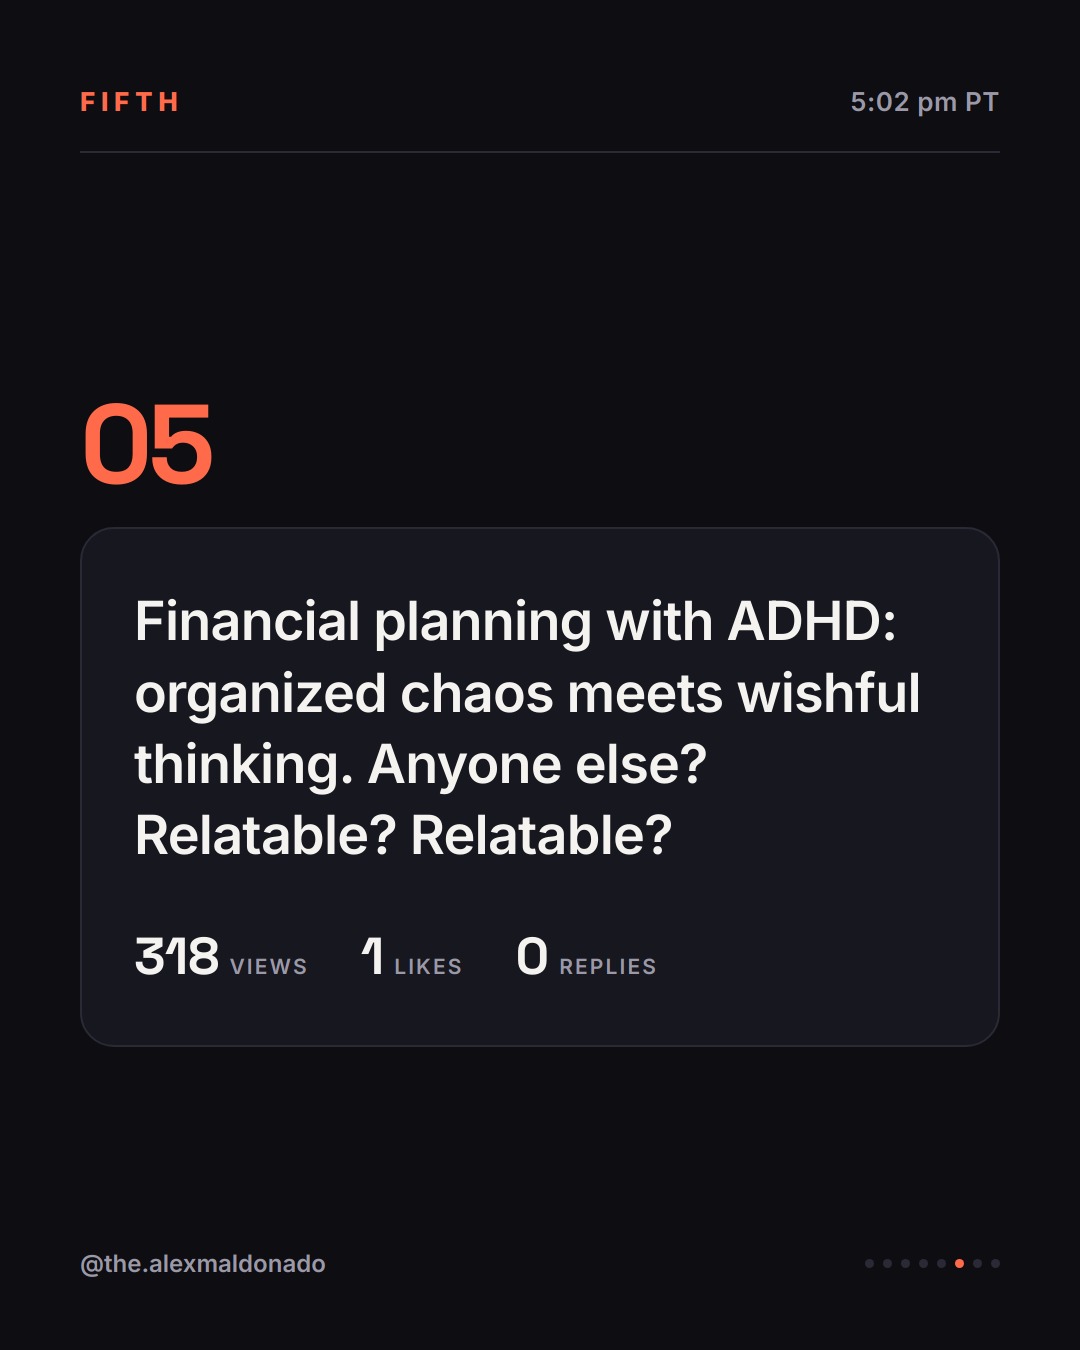 FIFTH
5:02 pm PT
05
Financial planning with ADHD:
organized chaos meets wishful
thinking. Anyone else?
Relatable? Relatable?
318 VIEWS 1 LIKES 0 REPLIES
@the.alexmaldonado